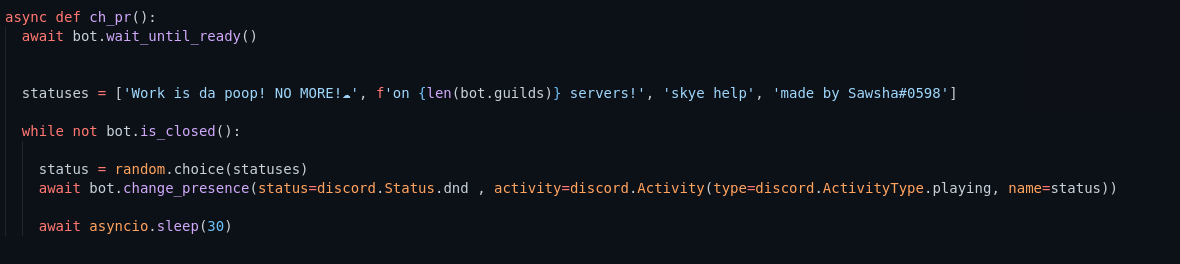 async def ch_pr():
  await bot.wait_until_ready()
  statuses = ['Work is da poop! NO MORE!☁', f'on {len(bot.guilds)} servers!', 'skye help', 'made by Sawsha#0598']
  while not bot.is_closed():
    status = random.choice(statuses)
    await bot.change_presence(status=discord.Status.dnd , activity=discord.Activity(type=discord.ActivityType.playing, name=status))
    await asyncio.sleep(30)